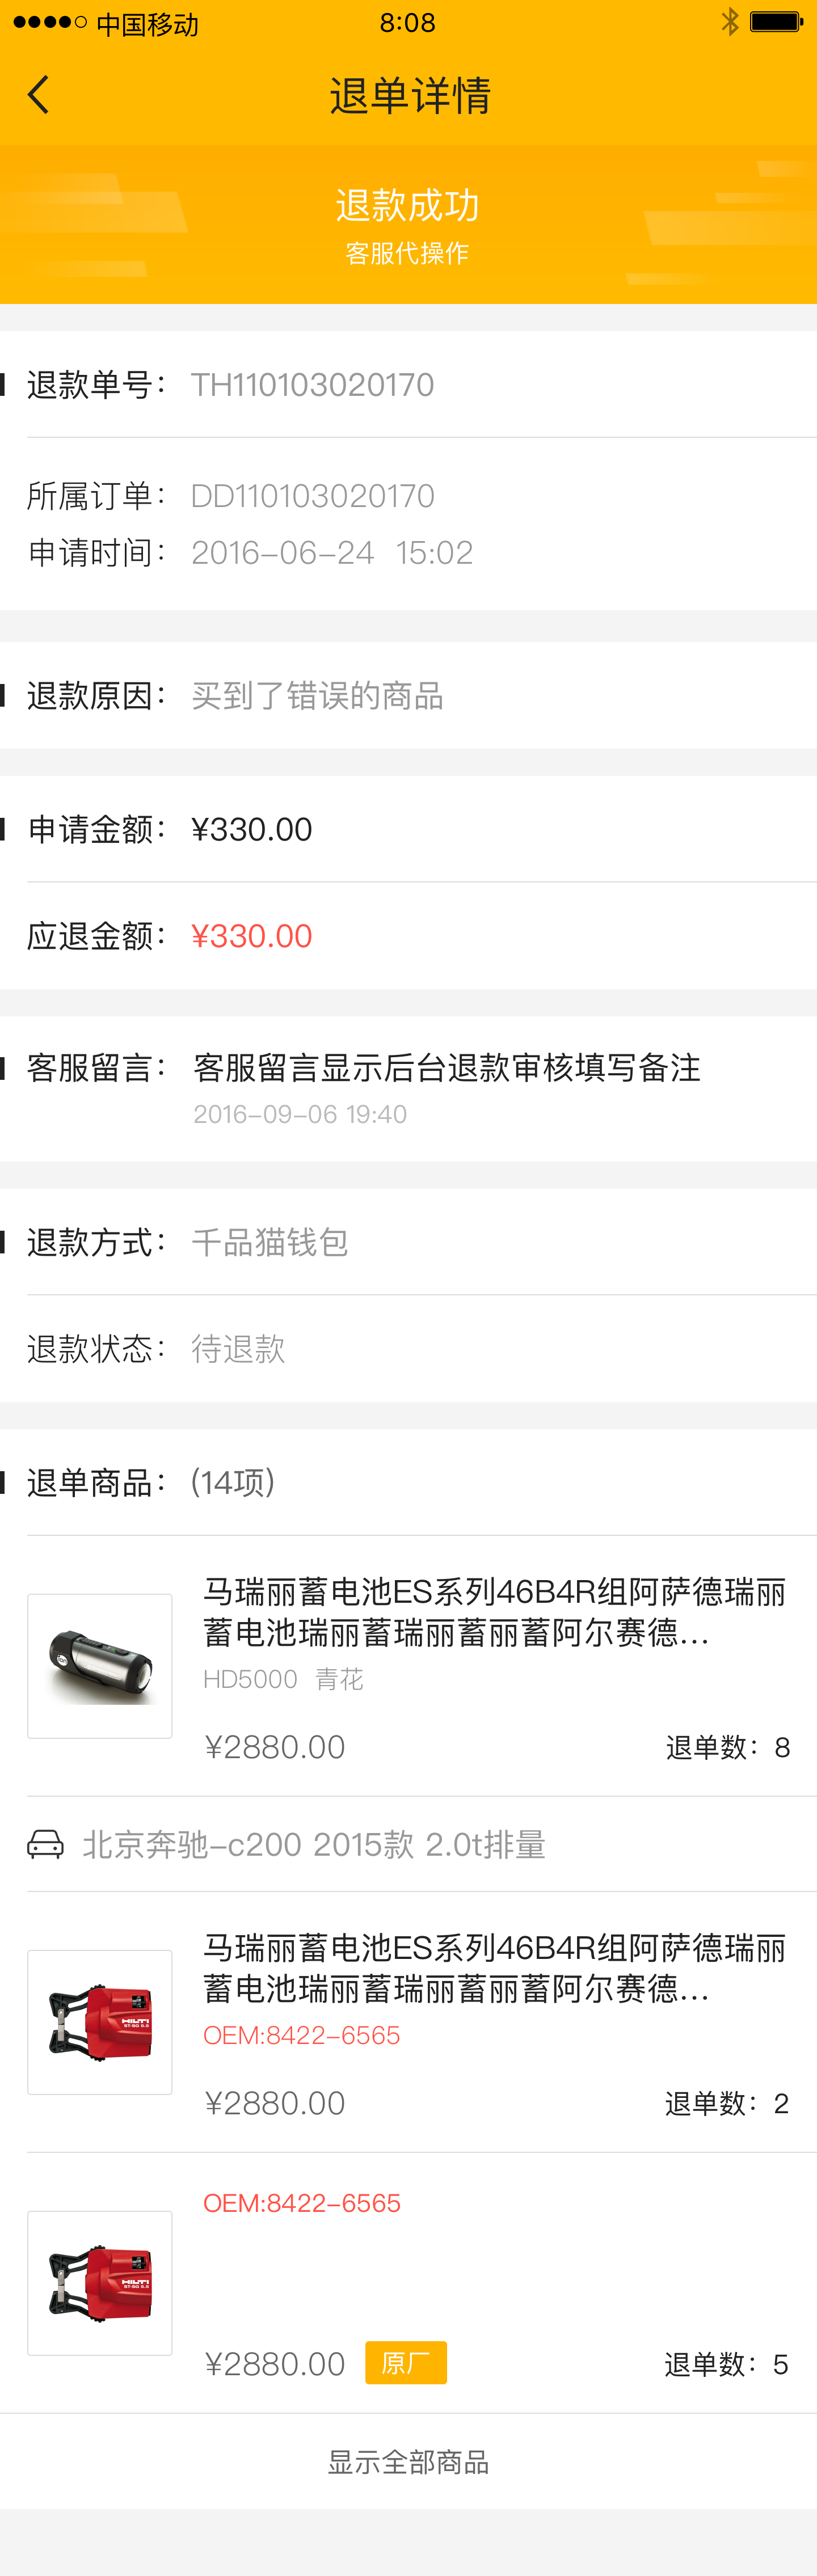 中国移动 8:08
退单详情
退款成功
客服代操作
退款单号： TH110103020170
所属订单： DD110103020170
申请时间： 2016-06-24 15:02
退款原因： 买到了错误的商品
申请金额： ¥330.00
应退金额： ¥330.00
客服留言： 客服留言显示后台退款审核填写备注
2016-09-06 19:40
退款方式： 千品猫钱包
退款状态： 待退款
退单商品： (14项)
马瑞丽蓄电池ES系列46B4R组阿萨德瑞丽
蓄电池瑞丽蓄瑞丽蓄丽蓄阿尔赛德...
HD5000 青花
¥2880.00 退单数：8
北京奔驰-c200 2015款 2.0t排量
马瑞丽蓄电池ES系列46B4R组阿萨德瑞丽
蓄电池瑞丽蓄瑞丽蓄丽蓄阿尔赛德...
HILTI
OEM:8422-6565
¥2880.00 退单数：2
OEM:8422-6565
HILTI
¥2880.00 原厂 退单数：5
显示全部商品